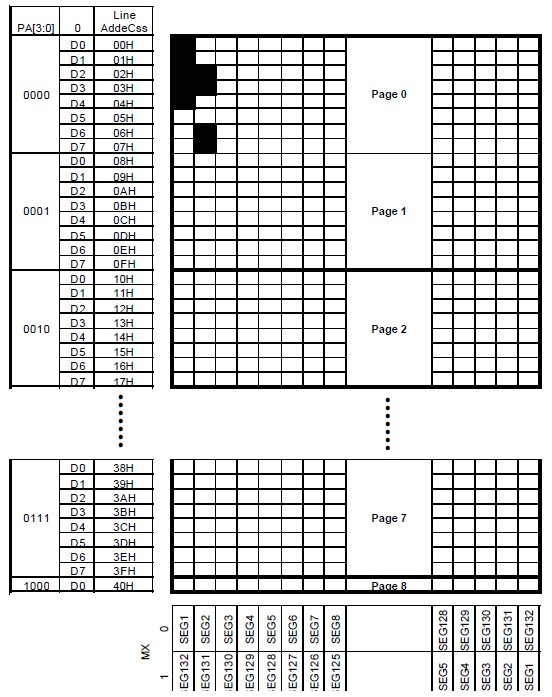 Line
PA[3:0] 0 AddeCss
D0 00H
D1 01H
D2 02H
D3 03H
0000 Page 0
D4 04H
D5 05H
D6 06H
D7 07H
D0 08H
D1 09H
D2 0AH
D3 0BH
0001 Page 1
D4 0CH
D5 0DH
D6 0EH
D7 0FH
D0 10H
D1 11H
D2 12H
D3 13H
0010 Page 2
D4 14H
D5 15H
D6 16H
D7 17H
D0 38H
D1 39H
D2 3AH
D3 3BH
0111 Page 7
D4 3CH
D5 3DH
D6 3EH
D7 3FH
1000 D0 40H Page 8
MX
0 SEG1 SEG2 SEG3 SEG4 SEG5 SEG6 SEG7 SEG8 SEG128 SEG129 SEG130 SEG131 SEG132
1 SEG132 SEG131 SEG130 SEG129 SEG128 SEG127 SEG126 SEG125 SEG5 SEG4 SEG3 SEG2 SEG1